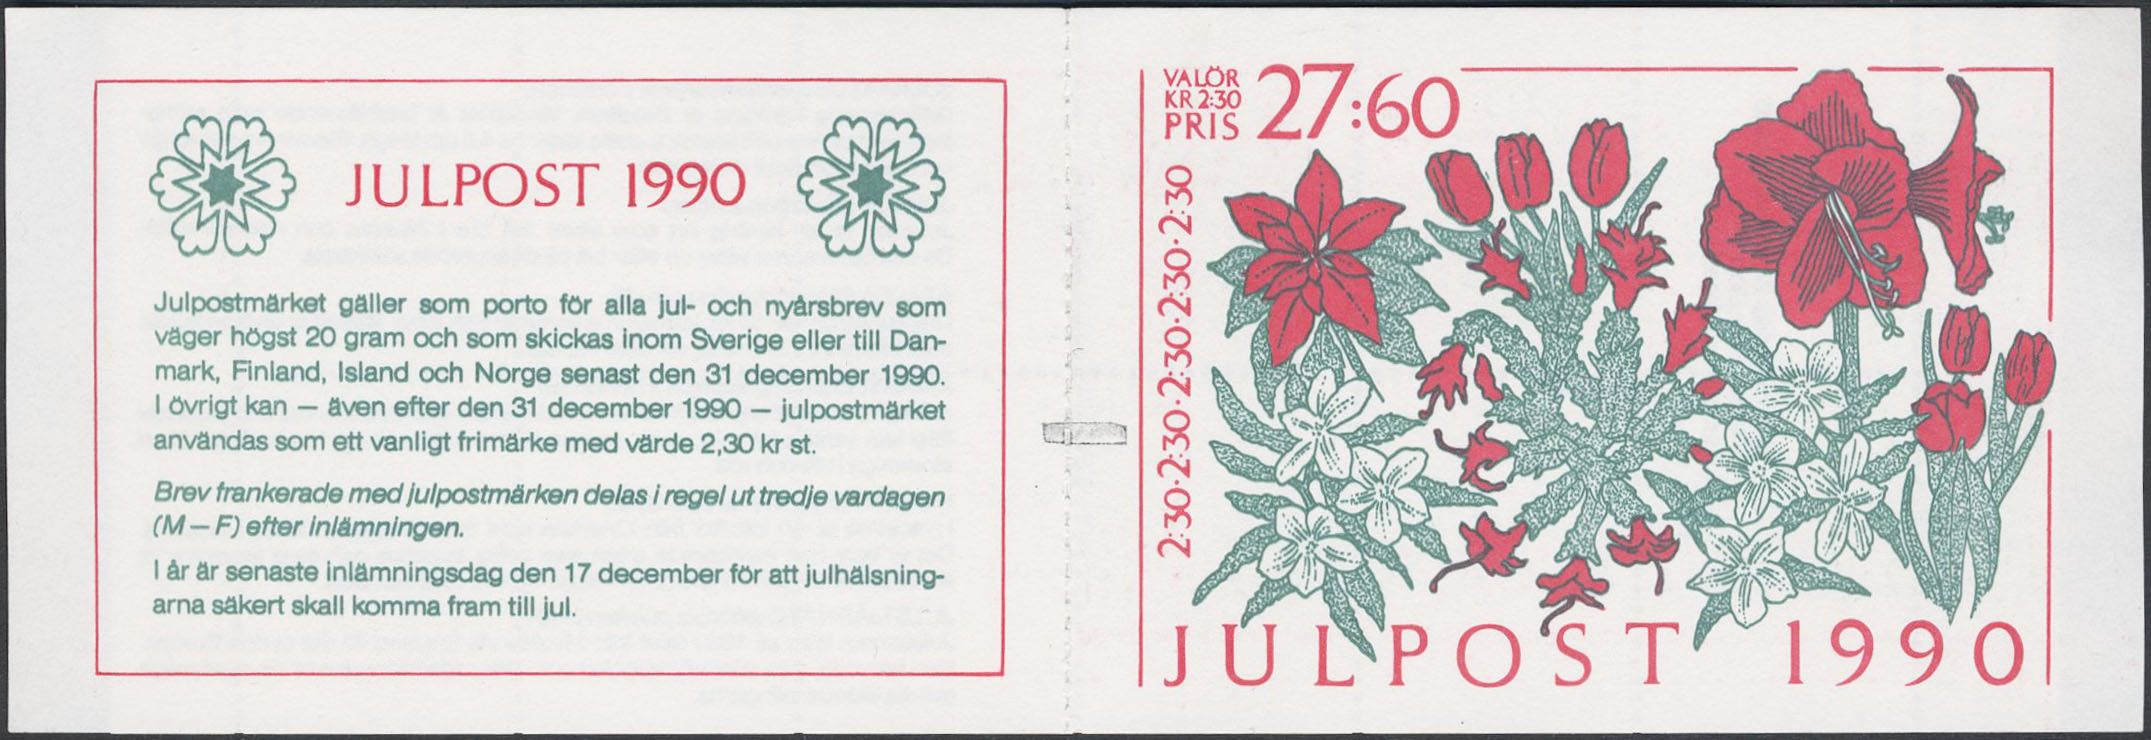 JULPOST 1990
Julpostmärket gäller som porto för alla jul- och nyårsbrev som
väger högst 20 gram och som skickas inom Sverige eller till Dan-
mark, Finland, Island och Norge senast den 31 december 1990.
I övrigt kan — även efter den 31 december 1990 — julpostmärket
användas som ett vanligt frimärke med värde 2,30 kr st.
Brev frankerade med julpostmärken delas i regel ut tredje vardagen
(M – F) efter inlämningen.
I år är senaste inlämningsdag den 17 december för att julhälsning-
arna säkert skall komma fram till jul.
VALÖR
KR 2:30
PRIS 27:60
2:30·2:30·2:30·2:30·2:30·2:30
JULPOST 1990